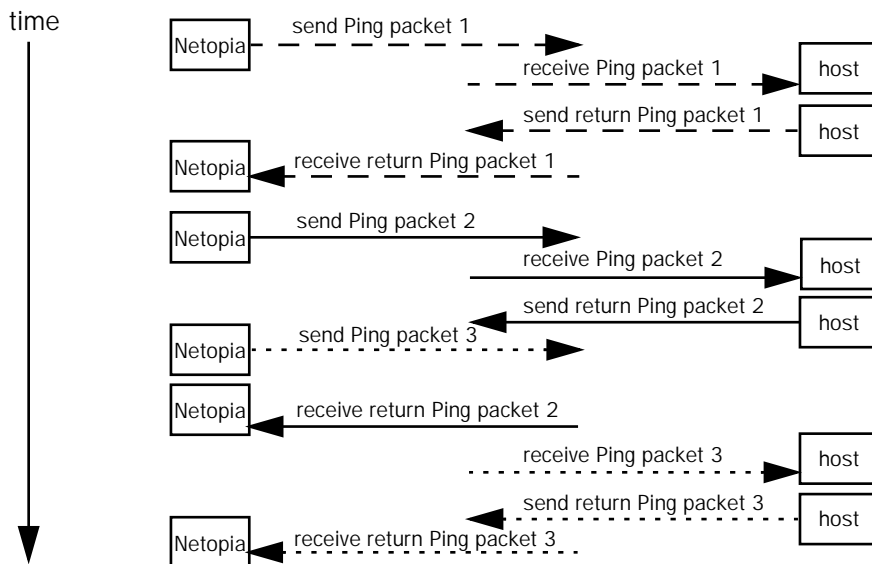 time
Netopia
send Ping packet 1
receive Ping packet 1
host
send return Ping packet 1
host
Netopia
receive return Ping packet 1
Netopia
send Ping packet 2
receive Ping packet 2
host
send return Ping packet 2
host
Netopia
send Ping packet 3
Netopia
receive return Ping packet 2
receive Ping packet 3
host
send return Ping packet 3
host
Netopia
receive return Ping packet 3